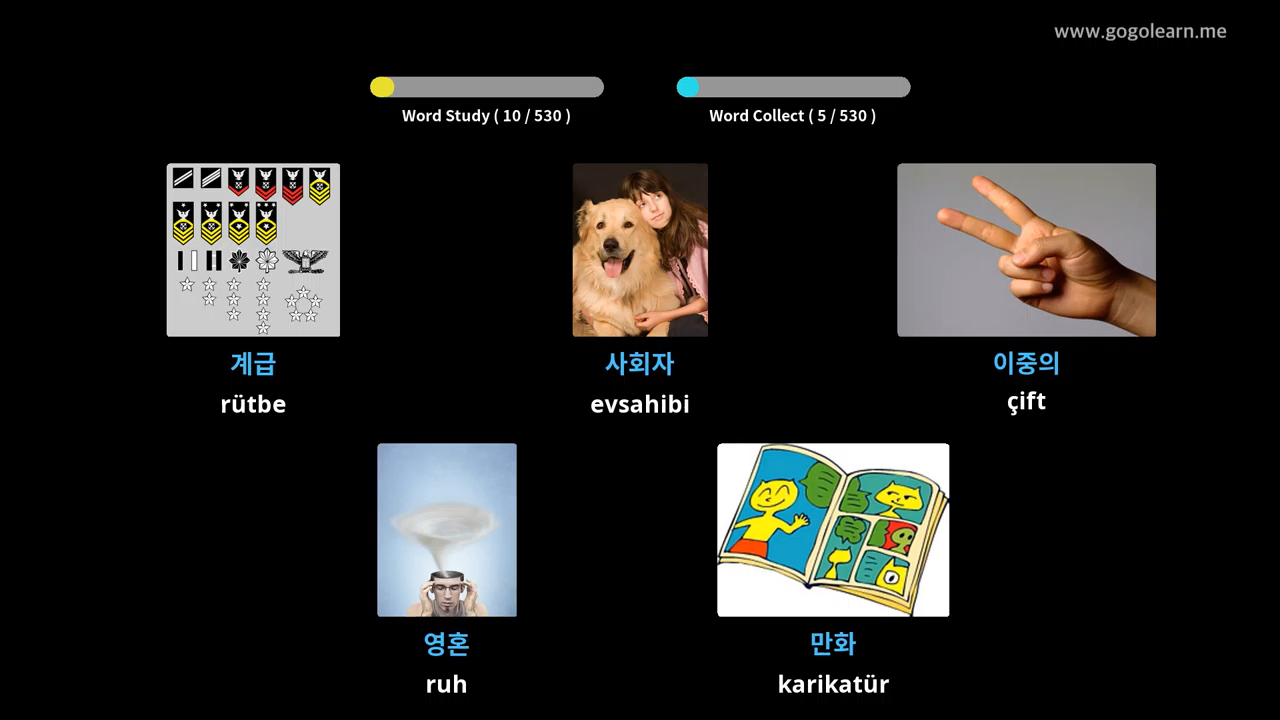 www.gogolearn.me
Word Study ( 10 / 530 )
Word Collect ( 5 / 530 )
계급
사회자
이중의
rütbe
evsahibi
çift
영혼
만화
ruh
karikatür